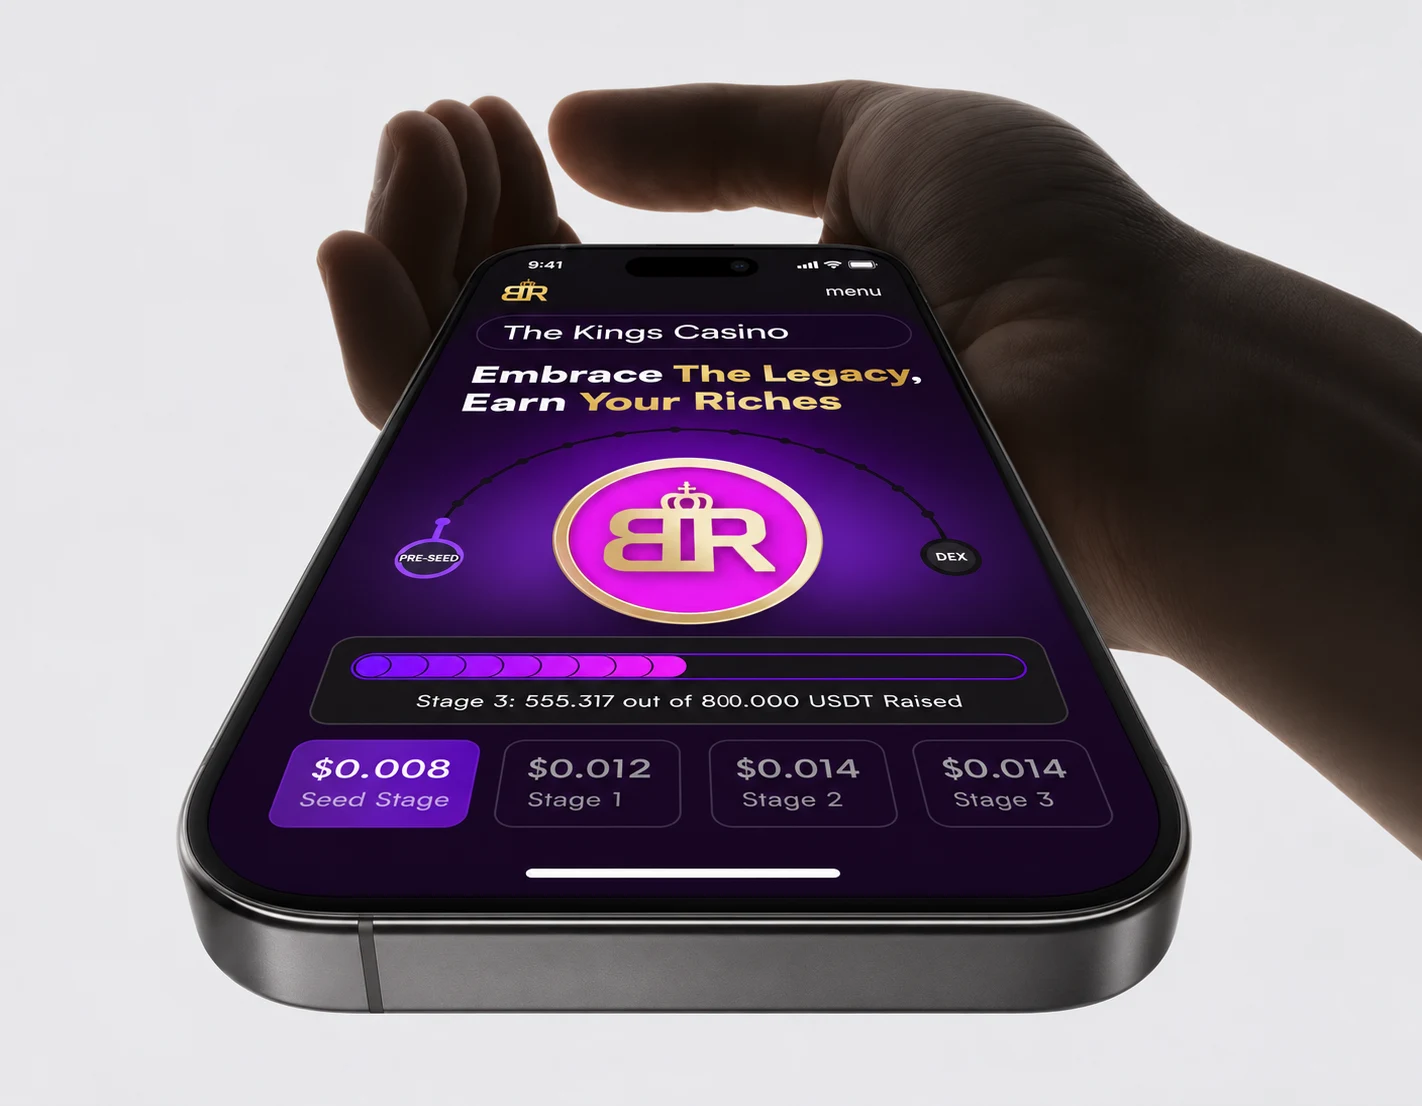 9:41
BR
menu
The Kings Casino
Embrace The Legacy,
Earn Your Riches
BR
PRE-SEED
DEX
Stage 3: 555.317 out of 800.000 USDT Raised
$0.008
Seed Stage
$0.012
Stage 1
$0.014
Stage 2
$0.014
Stage 3